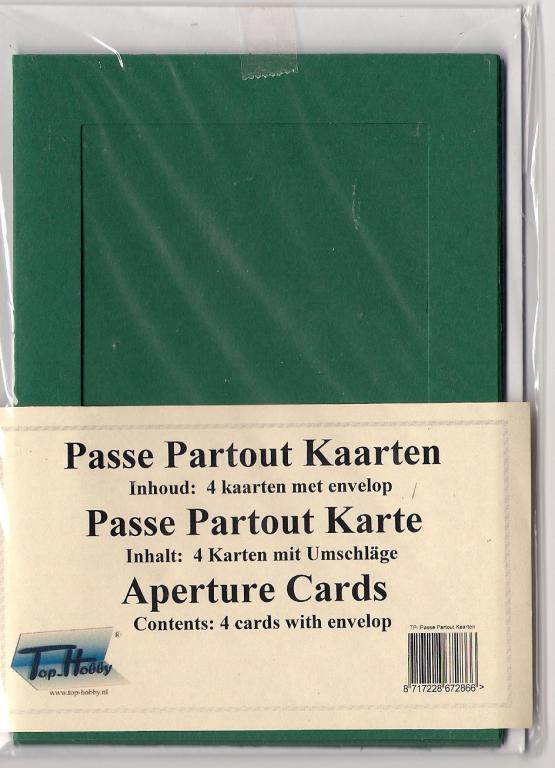 Passe Partout Kaarten
Inhoud: 4 kaarten met envelop
Passe Partout Karte
Inhalt: 4 Karten mit Umschläge
Aperture Cards
Contents: 4 cards with envelop
Top-Hobby ®
www.top-hobby.nl
TP: Passe Partout Kaarten
8 717228 672866 >